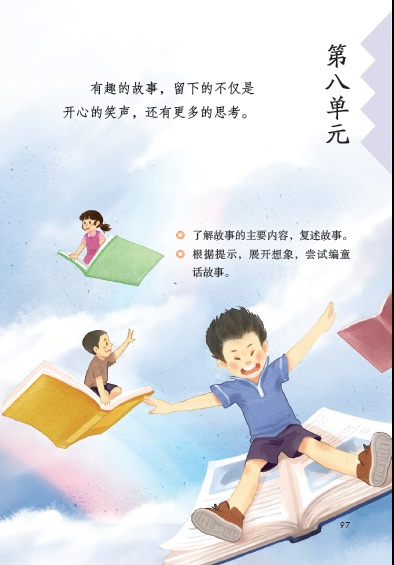 第八单元
有趣的故事，留下的不仅是
开心的笑声，还有更多的思考。
了解故事的主要内容，复述故事。
根据提示，展开想象，尝试编童
话故事。
97